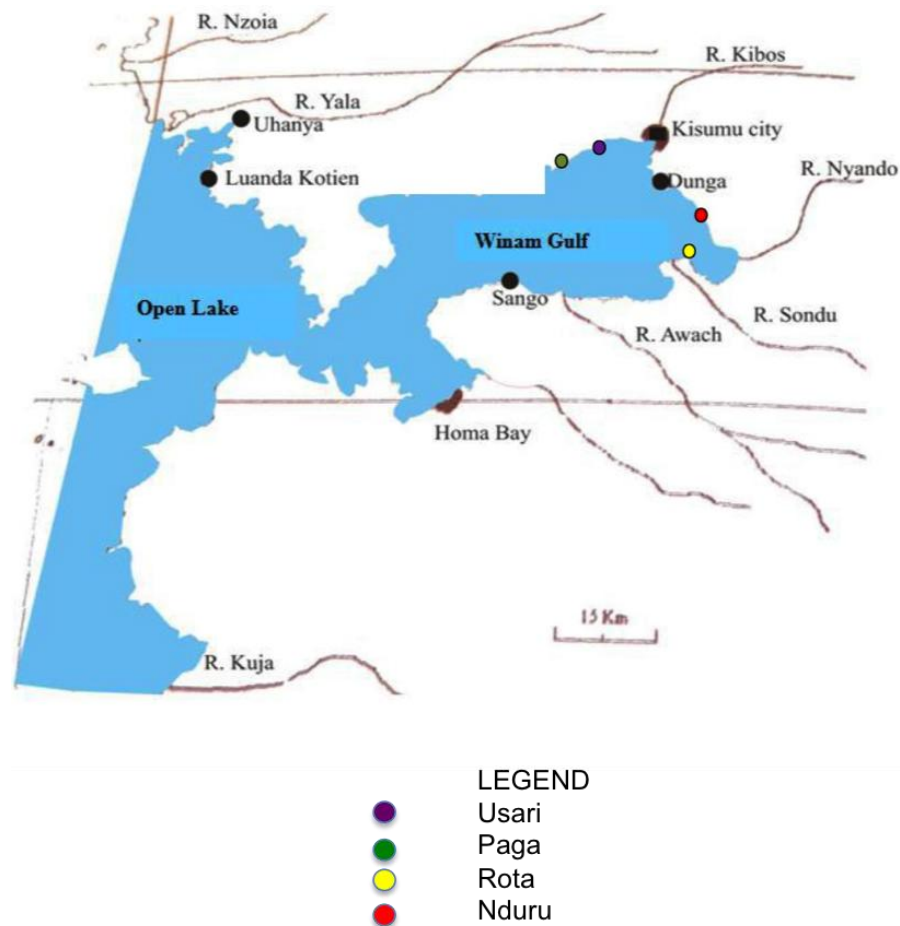 R. Nzoia
R. Kibos
R. Yala
Uhanya
Kisumu city
Luanda Kotien
Dunga
R. Nyando
Winam Gulf
Sango
Open Lake
R. Sondu
R. Awach
Homa Bay
15 Km
R. Kuja
LEGEND
Usari
Paga
Rota
Nduru